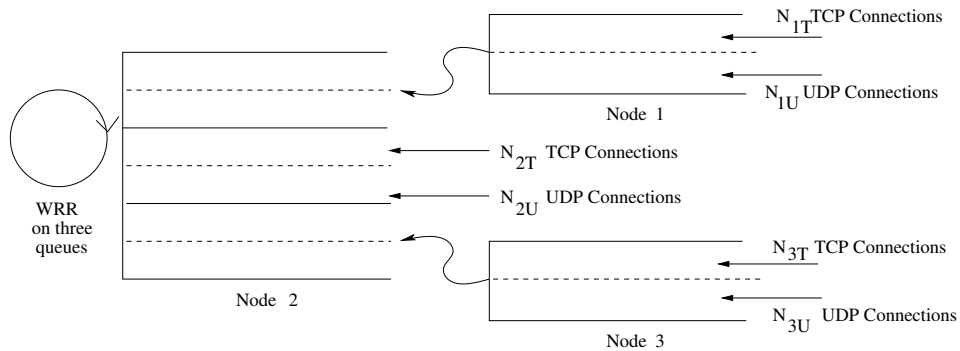 N1T TCP Connections
N1U UDP Connections
Node 1
N2T TCP Connections
N2U UDP Connections
WRR
on three
queues
Node 2
N3T TCP Connections
N3U UDP Connections
Node 3